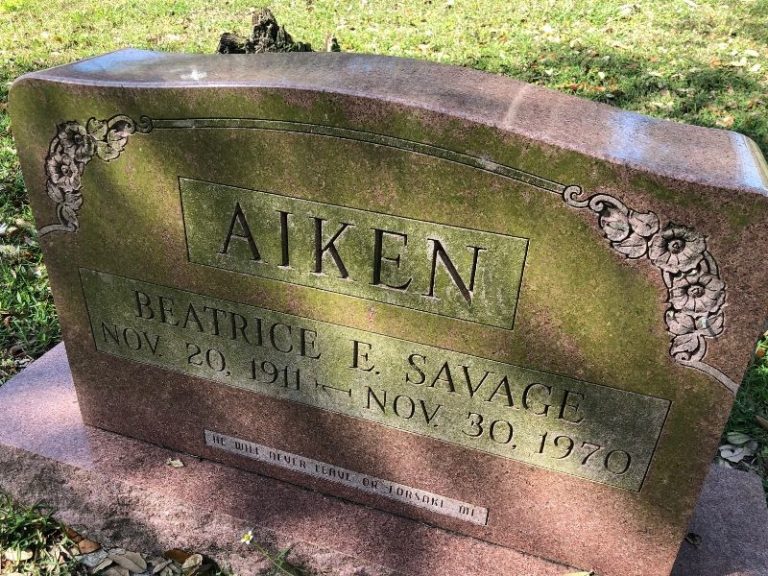 AIKEN
BEATRICE E. SAVAGE
NOV. 20, 1911 — NOV. 30, 1970
HE WILL NEVER LEAVE OR FORSAKE ME